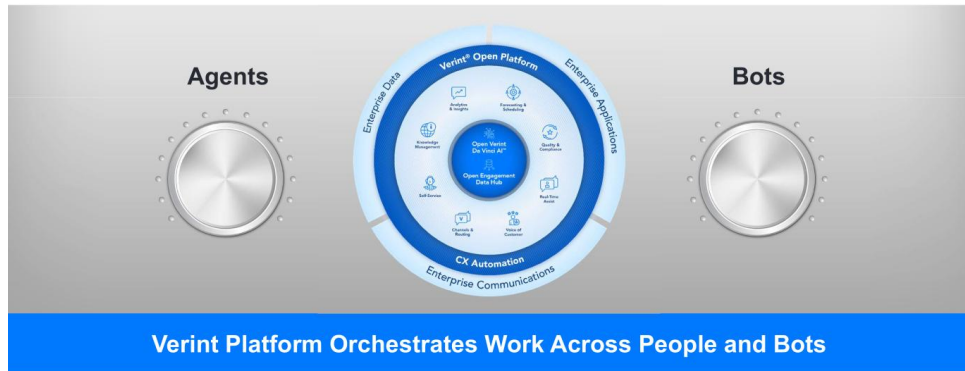 Agents
Bots
Enterprise Data
Enterprise Applications
Verint® Open Platform
Analytics
& Insights
Forecasting &
Scheduling
Knowledge
Management
Quality &
Compliance
Open Verint
Da Vinci AI™
Open Engagement
Data Hub
Self-Service
Real-Time
Assist
Channels &
Routing
Voice of
Customer
CX Automation
Enterprise Communications
Verint Platform Orchestrates Work Across People and Bots